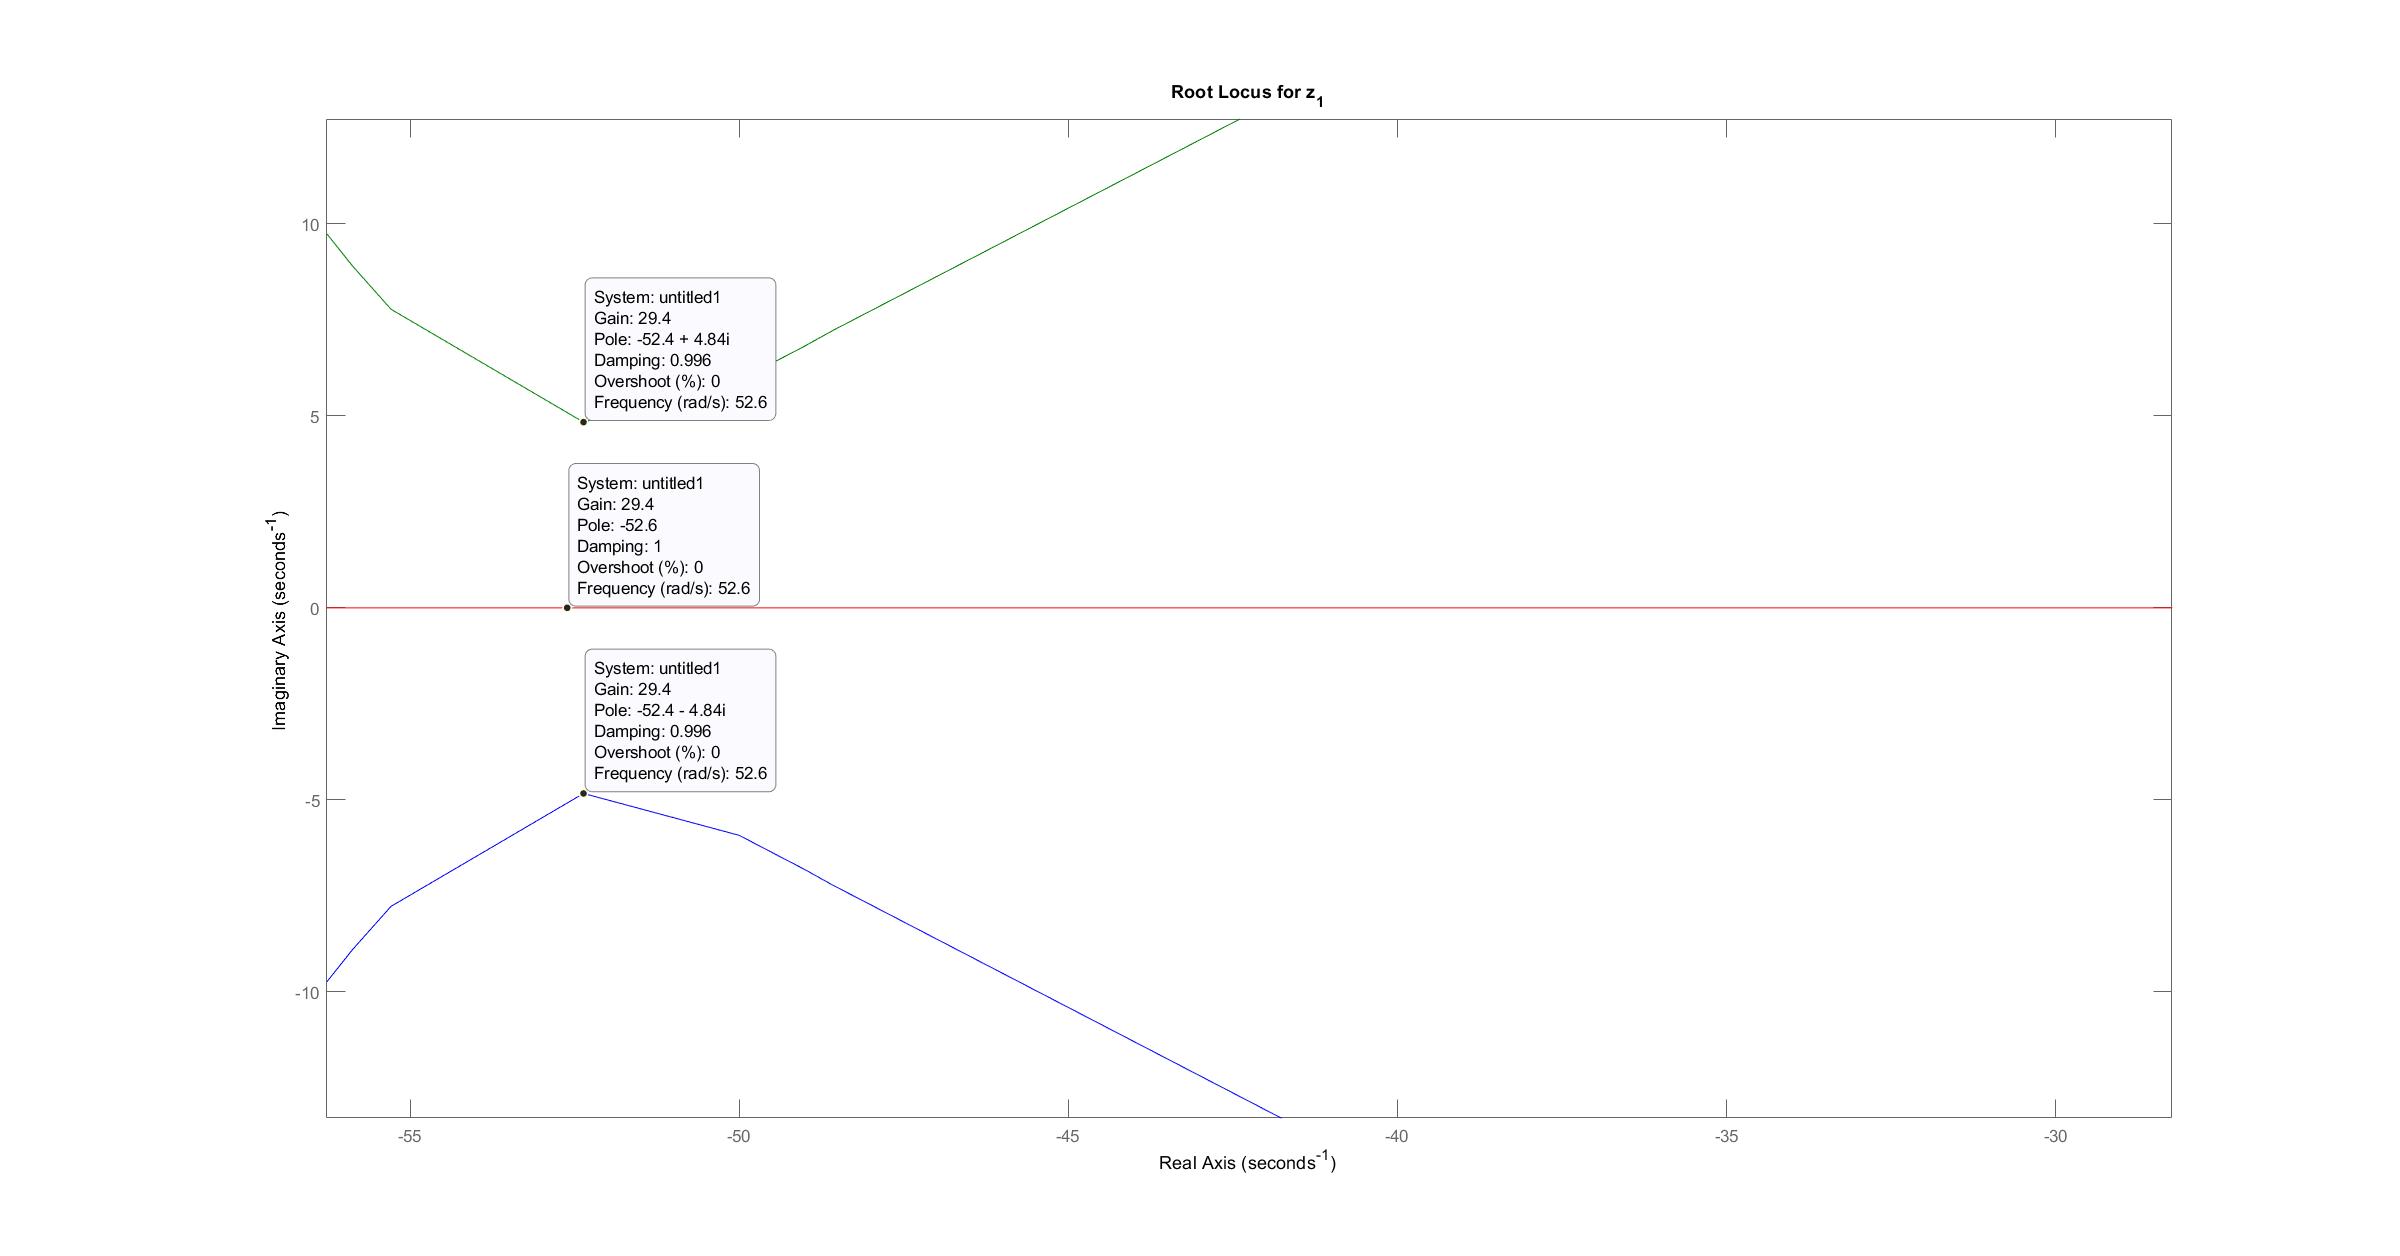 Root Locus for z1
10
5
0
-5
-10
Imaginary Axis (seconds-1)
System: untitled1
Gain: 29.4
Pole: -52.4 + 4.84i
Damping: 0.996
Overshoot (%): 0
Frequency (rad/s): 52.6
System: untitled1
Gain: 29.4
Pole: -52.6
Damping: 1
Overshoot (%): 0
Frequency (rad/s): 52.6
System: untitled1
Gain: 29.4
Pole: -52.4 - 4.84i
Damping: 0.996
Overshoot (%): 0
Frequency (rad/s): 52.6
-55 -50 -45 -40 -35 -30
Real Axis (seconds-1)